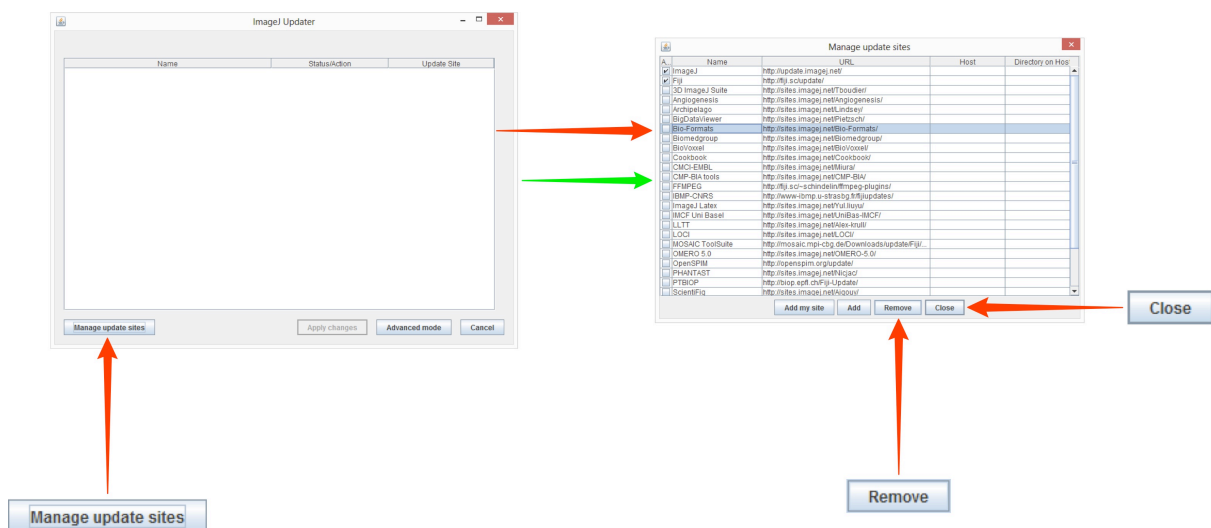 ImageJ Updater
Name Status/Action Update Site
Manage update sites Apply changes Advanced mode Cancel
Manage update sites
Manage update sites
A... Name URL Host Directory on Hos
ImageJ http://update.imagej.net/
Fiji http://fiji.sc/update/
3D ImageJ Suite http://sites.imagej.net/Tboudier/
Angiogenesis http://sites.imagej.net/Angiogenesis/
Archipelago http://sites.imagej.net/Lindsey/
BigDataViewer http://sites.imagej.net/Pietzsch/
Bio-Formats http://sites.imagej.net/Bio-Formats/
Biomedgroup http://sites.imagej.net/Biomedgroup/
BioVoxxel http://sites.imagej.net/BioVoxxel/
Cookbook http://sites.imagej.net/Cookbook/
CMCI-EMBL http://sites.imagej.net/Miura/
CMP-BIA tools http://sites.imagej.net/CMP-BIA/
FFMPEG http://fiji.sc/~schindelin/ffmpeg-plugins/
IBMP-CNRS http://www-ibmp.u-strasbg.fr/fijiupdates/
ImageJ Latex http://sites.imagej.net/Yul.liuyu/
IMCF Uni Basel http://sites.imagej.net/UniBas-IMCF/
LLTT http://sites.imagej.net/Alex-krull/
LOCI http://sites.imagej.net/LOCI/
MOSAIC ToolSuite http://mosaic.mpi-cbg.de/Downloads/update/Fiji/...
OMERO 5.0 http://sites.imagej.net/OMERO-5.0/
OpenSPIM http://openspim.org/update/
PHANTAST http://sites.imagej.net/Nicjac/
PTBIOP http://biop.epfl.ch/Fiji-Update/
ScientiFig http://sites.imagej.net/Aigouy/
Add my site Add Remove Close
Close
Remove